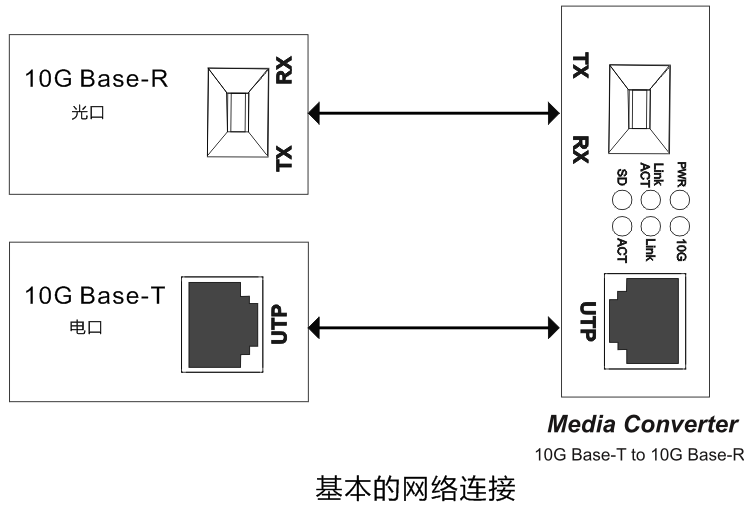 10G Base-R
光口
RX
TX
TX
RX
SD
Link
ACT
PWR
ACT
Link
10G
10G Base-T
电口
UTP
UTP
Media Converter
10G Base-T to 10G Base-R
基本的网络连接